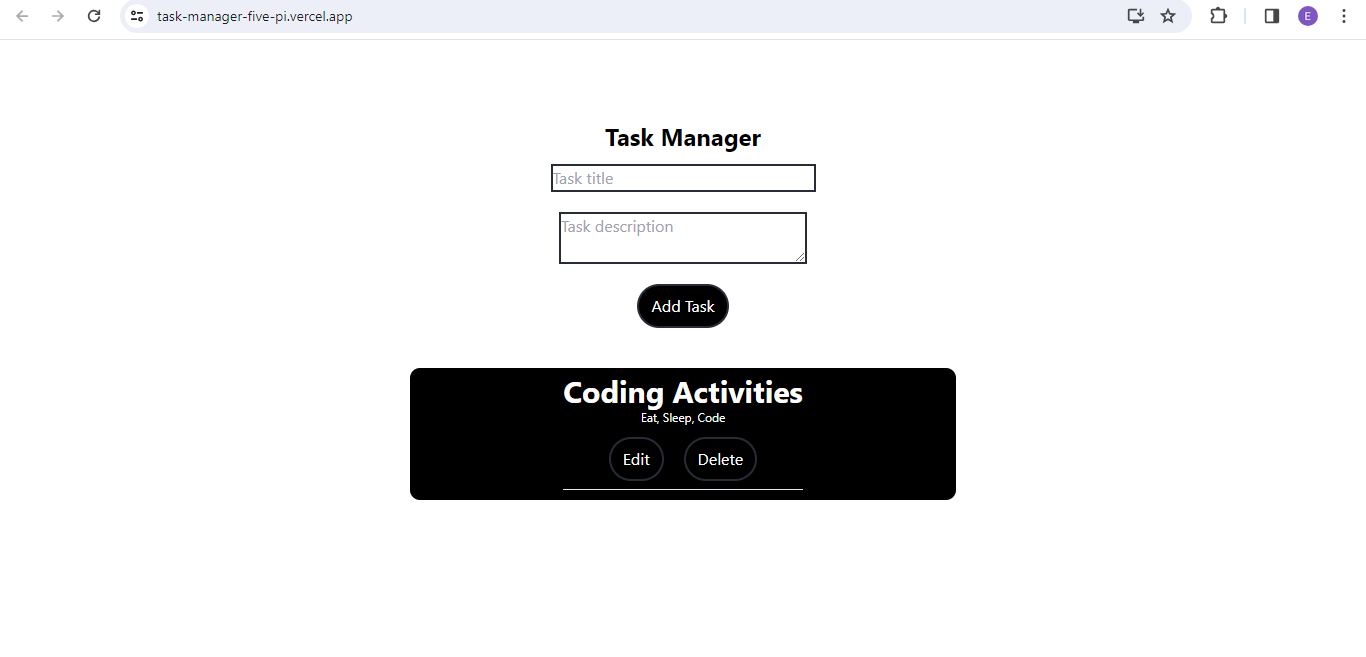 task-manager-five-pi.vercel.app
E
Task Manager
Task title
Task description
Add Task
Coding Activities
Eat, Sleep, Code
Edit Delete